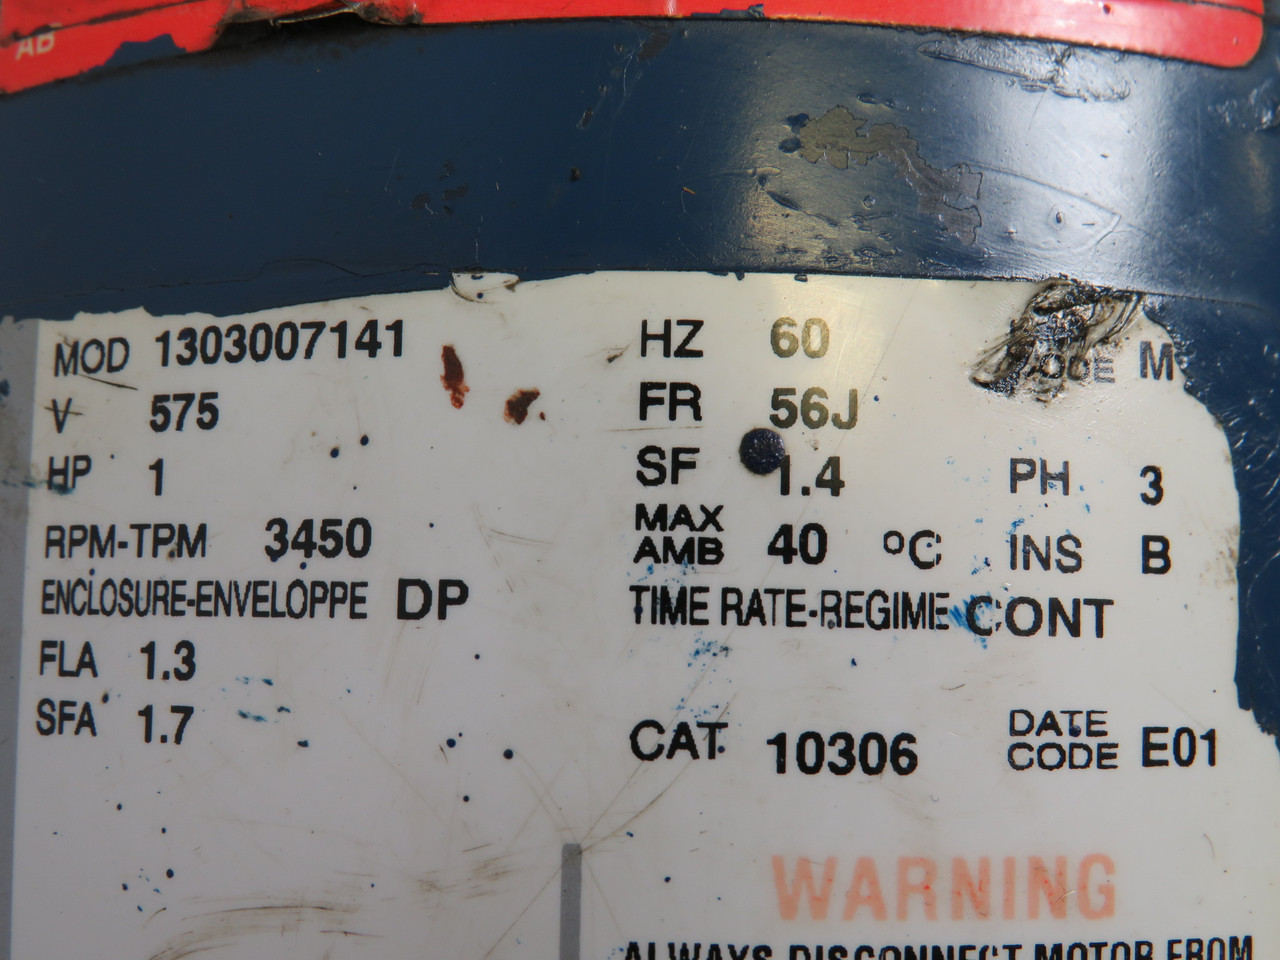 AB
MOD 1303007141
HZ 60
CODE M
V 575
FR 56J
HP 1
SF 1.4
PH 3
RPM-TPM 3450
MAX
AMB 40 °C
INS B
ENCLOSURE-ENVELOPPE DP
TIME RATE-REGIME CONT
FLA 1.3
SFA 1.7
CAT 10306
DATE
CODE E01
WARNING
ALWAYS DISCONNECT MOTOR FROM